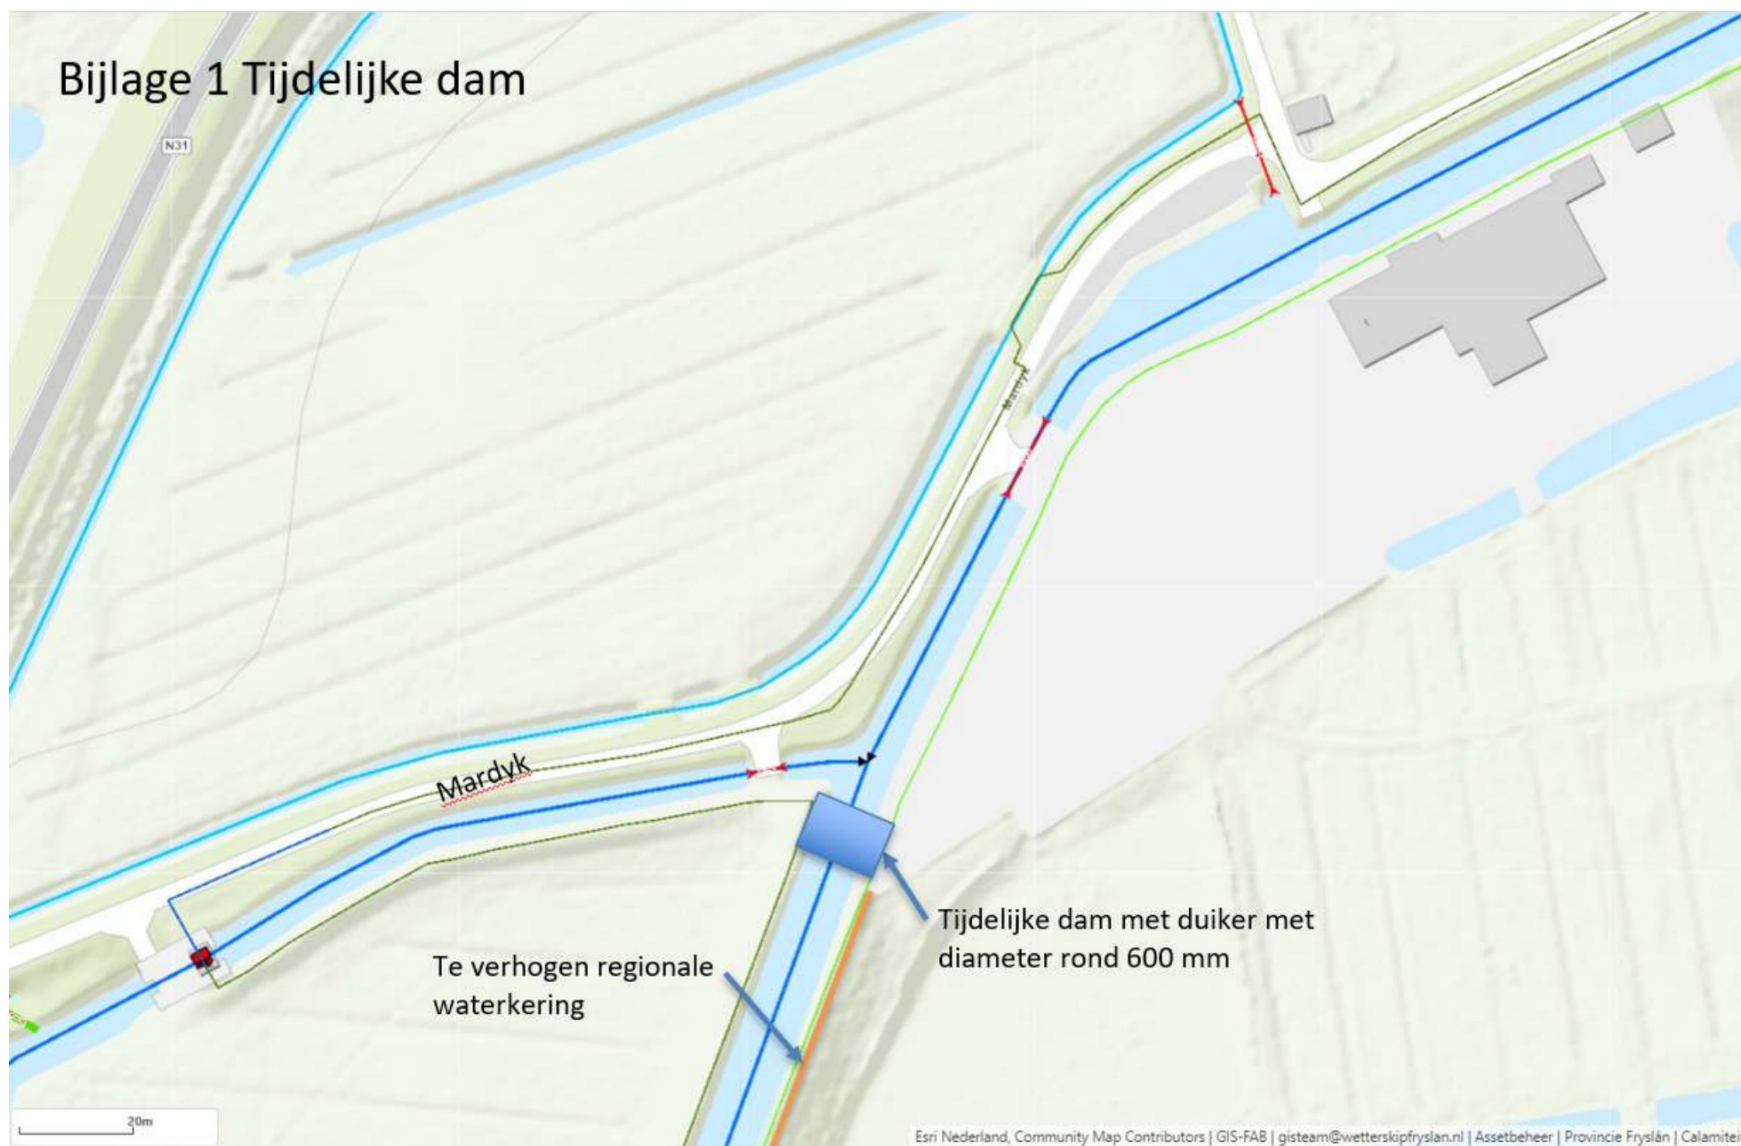 Bijlage 1 Tijdelijke dam
N31
Mardyk
Mardyk
Tijdelijke dam met duiker met
diameter rond 600 mm
Te verhogen regionale
waterkering
20m
Esri Nederland, Community Map Contributors | GIS-FAB | gisteam@wetterskipfryslan.nl | Assetbeheer | Provincie Fryslân | Calamite